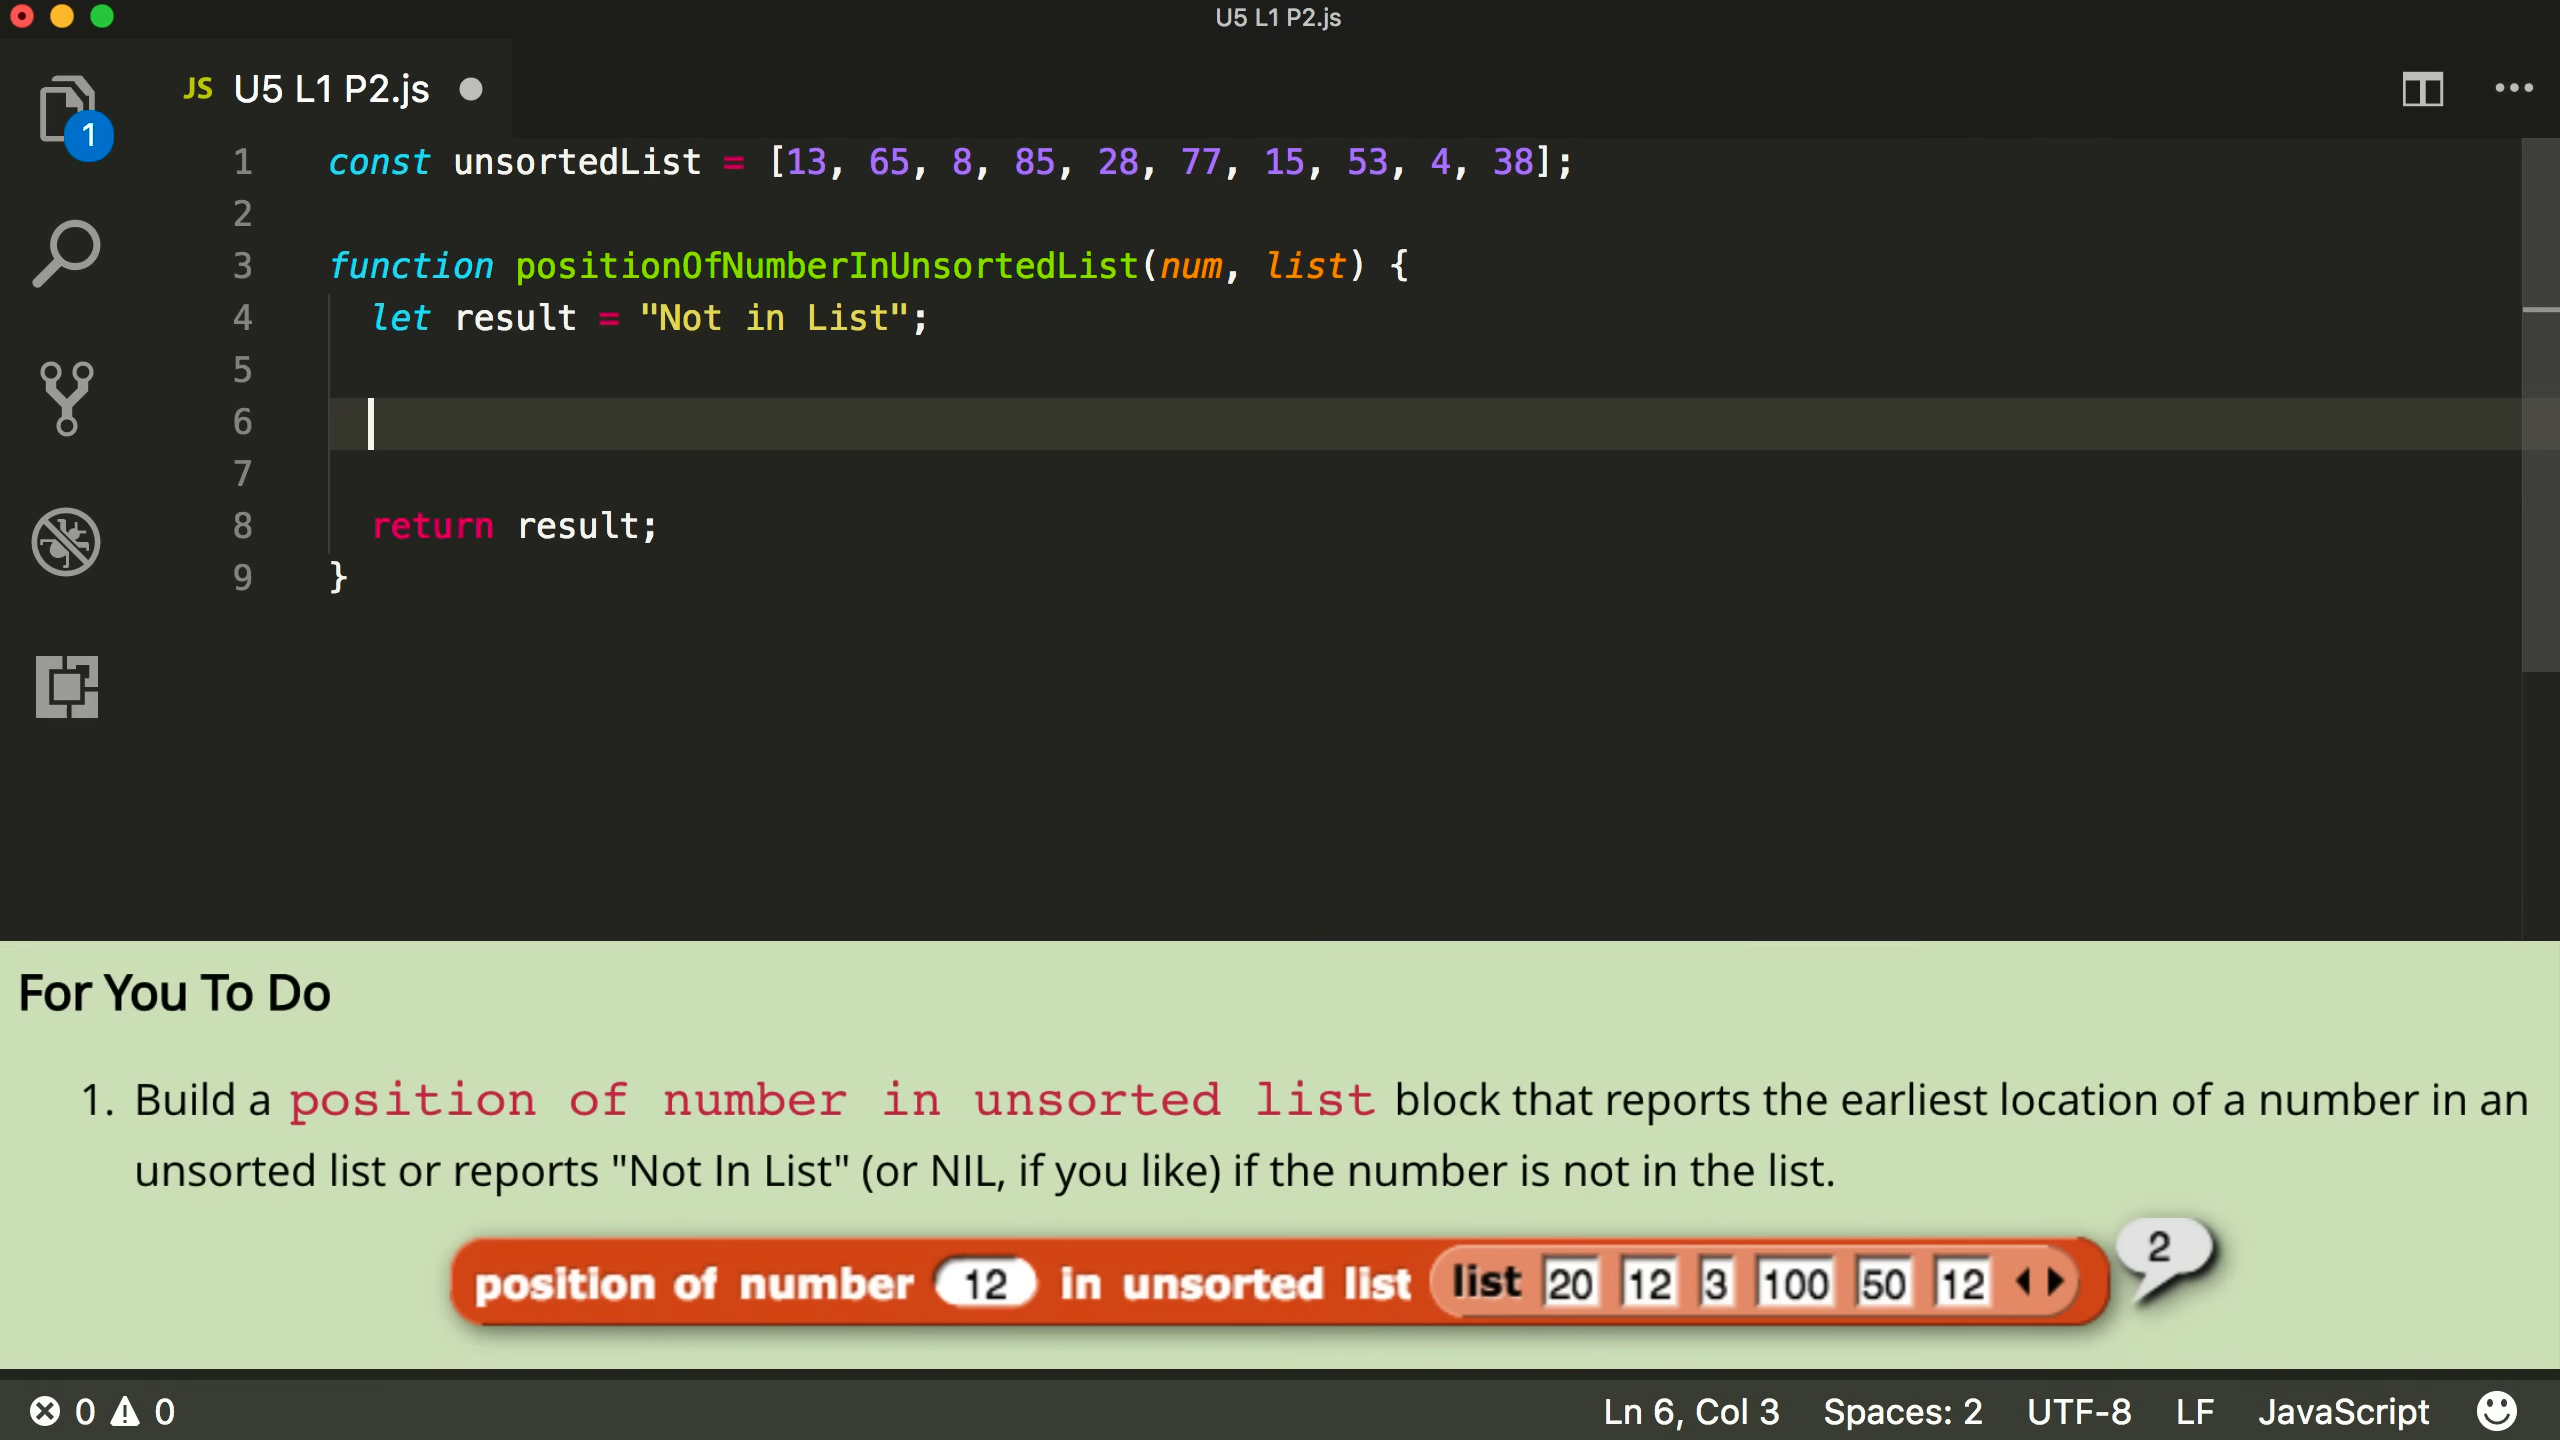 U5 L1 P2.js
JS U5 L1 P2.js
1
1 const unsortedList = [13, 65, 8, 85, 28, 77, 15, 53, 4, 38];
2
3 function positionOfNumberInUnsortedList(num, list) {
4 let result = "Not in List";
5
6
7
8 return result;
9 }
For You To Do
1. Build a position of number in unsorted list block that reports the earliest location of a number in an
unsorted list or reports "Not In List" (or NIL, if you like) if the number is not in the list.
position of number 12 in unsorted list list 20 12 3 100 50 12 2
0 0 Ln 6, Col 3 Spaces: 2 UTF-8 LF JavaScript